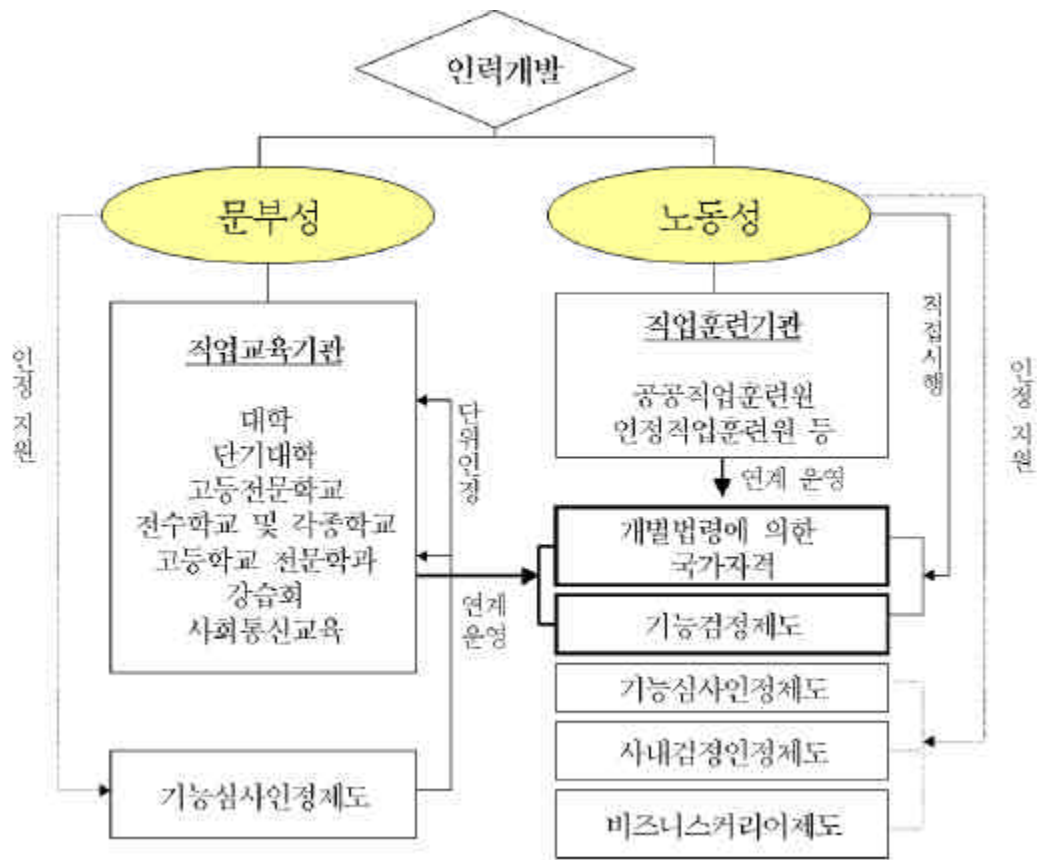 인력개발
문부성
노동성
직업교육기관
대학
단기대학
고등전문학교
전수학교 및 각종학교
고등학교 전문학과
강습회
사회통신교육
직업훈련기관
공공직업훈련원
인정직업훈련원 등
인정 지원
단위인정
직접시행
인정 지원
연계 운영
연계
운영
개별법령에 의한
국가자격
기능검정제도
기능심사인정제도
사내검정인정제도
비즈니스커리어제도
기능심사인정제도